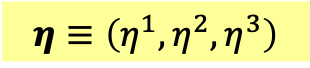 η ≡ (η¹, η², η³)